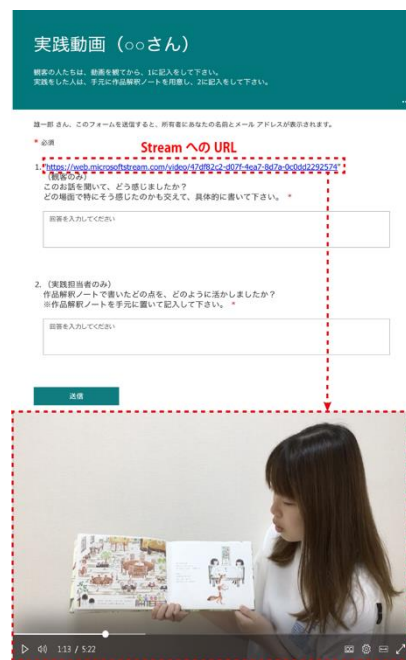 実践動画（○○さん）
観客の人たちは、動画を観てから、1に記入をして下さい。
実践をした人は、手元に作品解釈ノートを用意し、2に記入をして下さい。
雄一郎 さん、このフォームを送信すると、所有者にあなたの名前とメール アドレスが表示されます。
* 必須
Stream への URL
1. "https://web.microsoftstream.com/video/47df82c2-d07f-4ea7-8d7a-0c0dd2292574"
（観客のみ）
このお話を聞いて、どう感じましたか？
どの場面で特にそう感じたのかも交えて、具体的に書いて下さい。 *
回答を入力してください
2. （実践担当者のみ）
作品解釈ノートで書いたどの点を、どのように活かしましたか？
※作品解釈ノートを手元に置いて記入して下さい。 *
回答を入力してください
送信
1:13 / 5:22